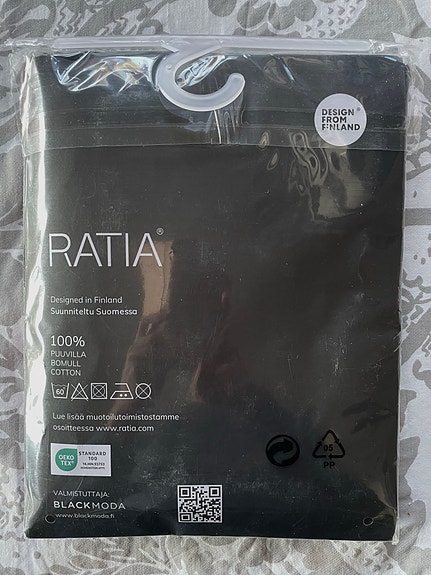 DESIGN ®
FROM
FINLAND
RATIA®
Designed in Finland
Suunniteltu Suomessa
100%
PUUVILLA
BOMULL
COTTON
60
Lue lisää muotoilutoimistostamme
osoitteessa www.ratia.com
OEKO
TEX®
STANDARD
100
05
PP
VALMISTUTTAJA:
BLACKMODA
www.blackmoda.fi